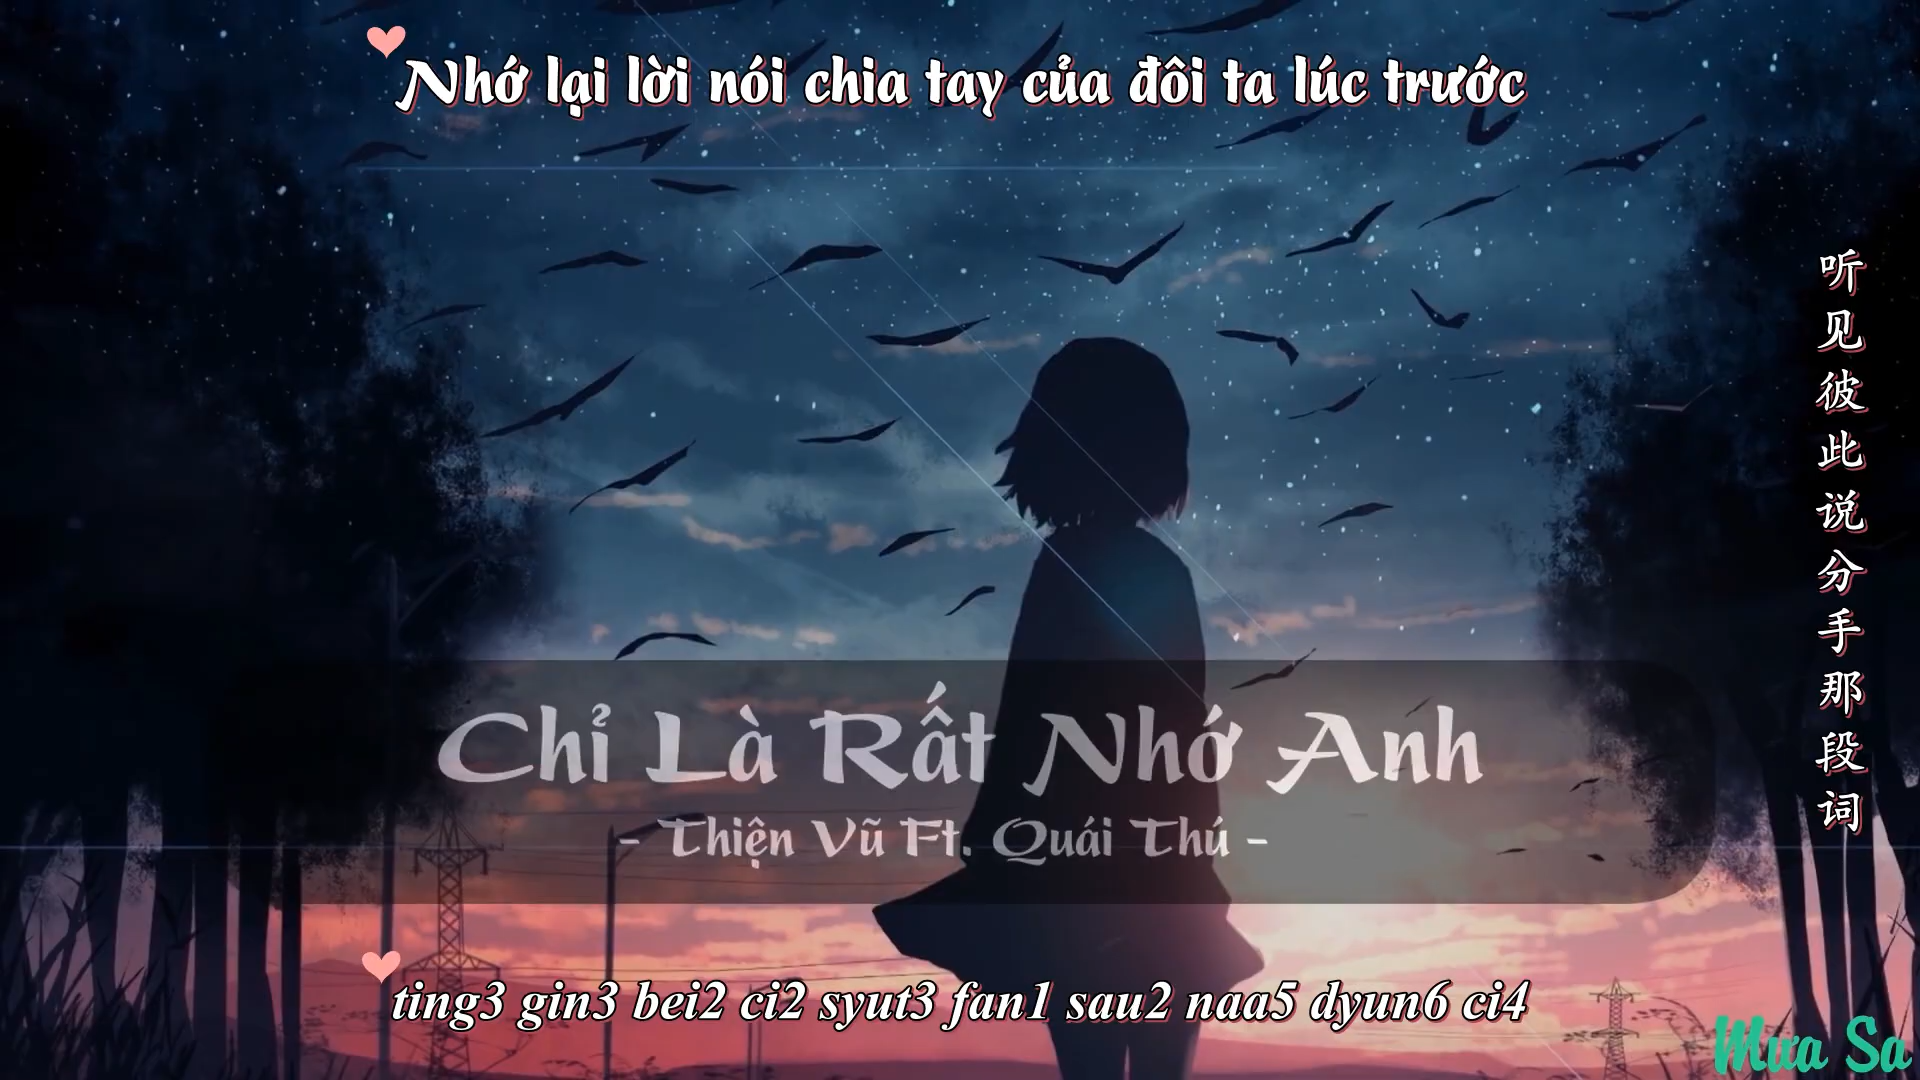 Nhớ lại lời nói chia tay của đôi ta lúc trước
听见彼此说分手那段词
Chỉ Là Rất Nhớ Anh
- Thiện Vũ Ft. Quái Thú -
ting3 gin3 bei2 ci2 syut3 fan1 sau2 naa5 dyun6 ci4
Mưa Sa